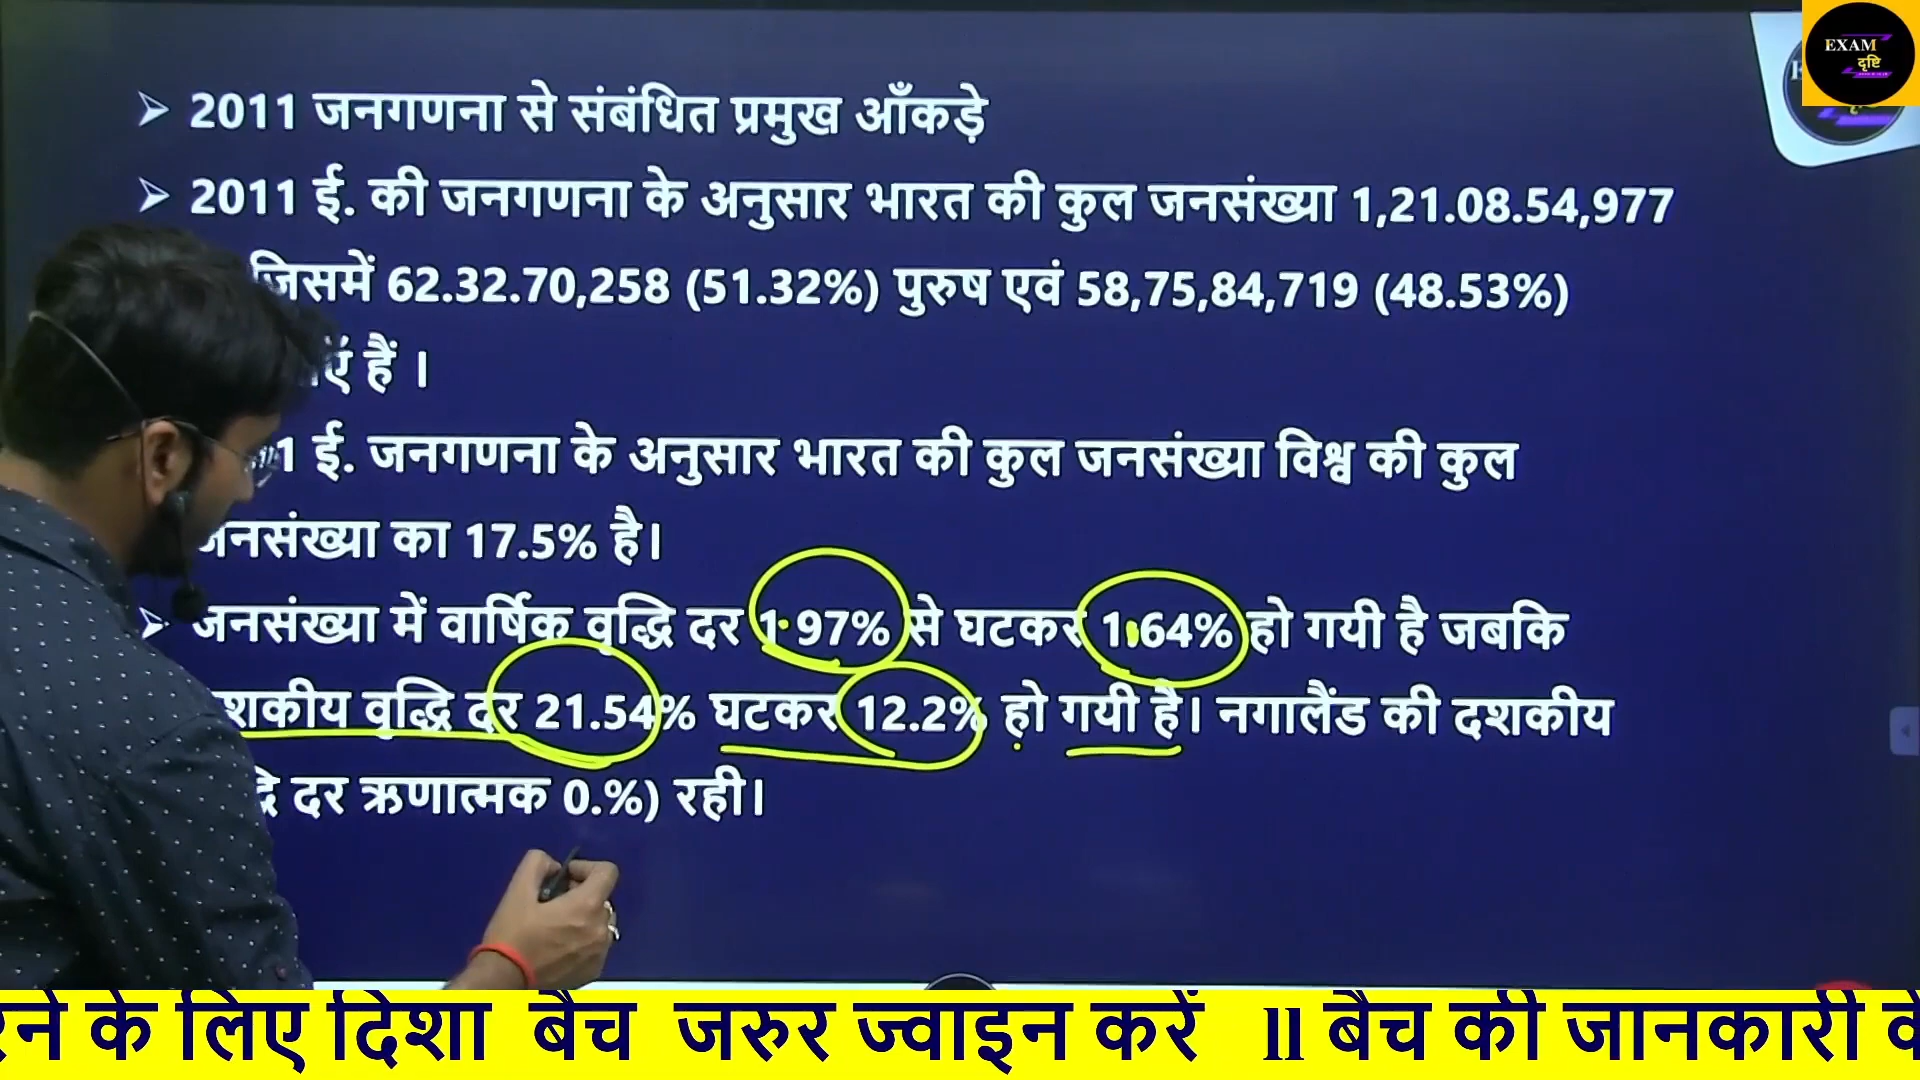 EXAM
दृष्टि
➤ 2011 जनगणना से संबंधित प्रमुख आँकड़े
➤ 2011 ई. की जनगणना के अनुसार भारत की कुल जनसंख्या 1,21.08.54,977
जिसमें 62.32.70,258 (51.32%) पुरुष एवं 58,75,84,719 (48.53%)
हैं ।
ई. जनगणना के अनुसार भारत की कुल जनसंख्या विश्व की कुल
जनसंख्या का 17.5% है।
जनसंख्या में वार्षिक वृद्धि दर 1.97% से घटकर 1.64% हो गयी है जबकि
वृद्धि दर 21.54% घटकर 12.2% हो गयी है। नगालैंड की दशकीय
दर ऋणात्मक 0.%) रही।
के लिए दिशा बैच जरुर ज्वाइन करें ll बैच की जानकारी